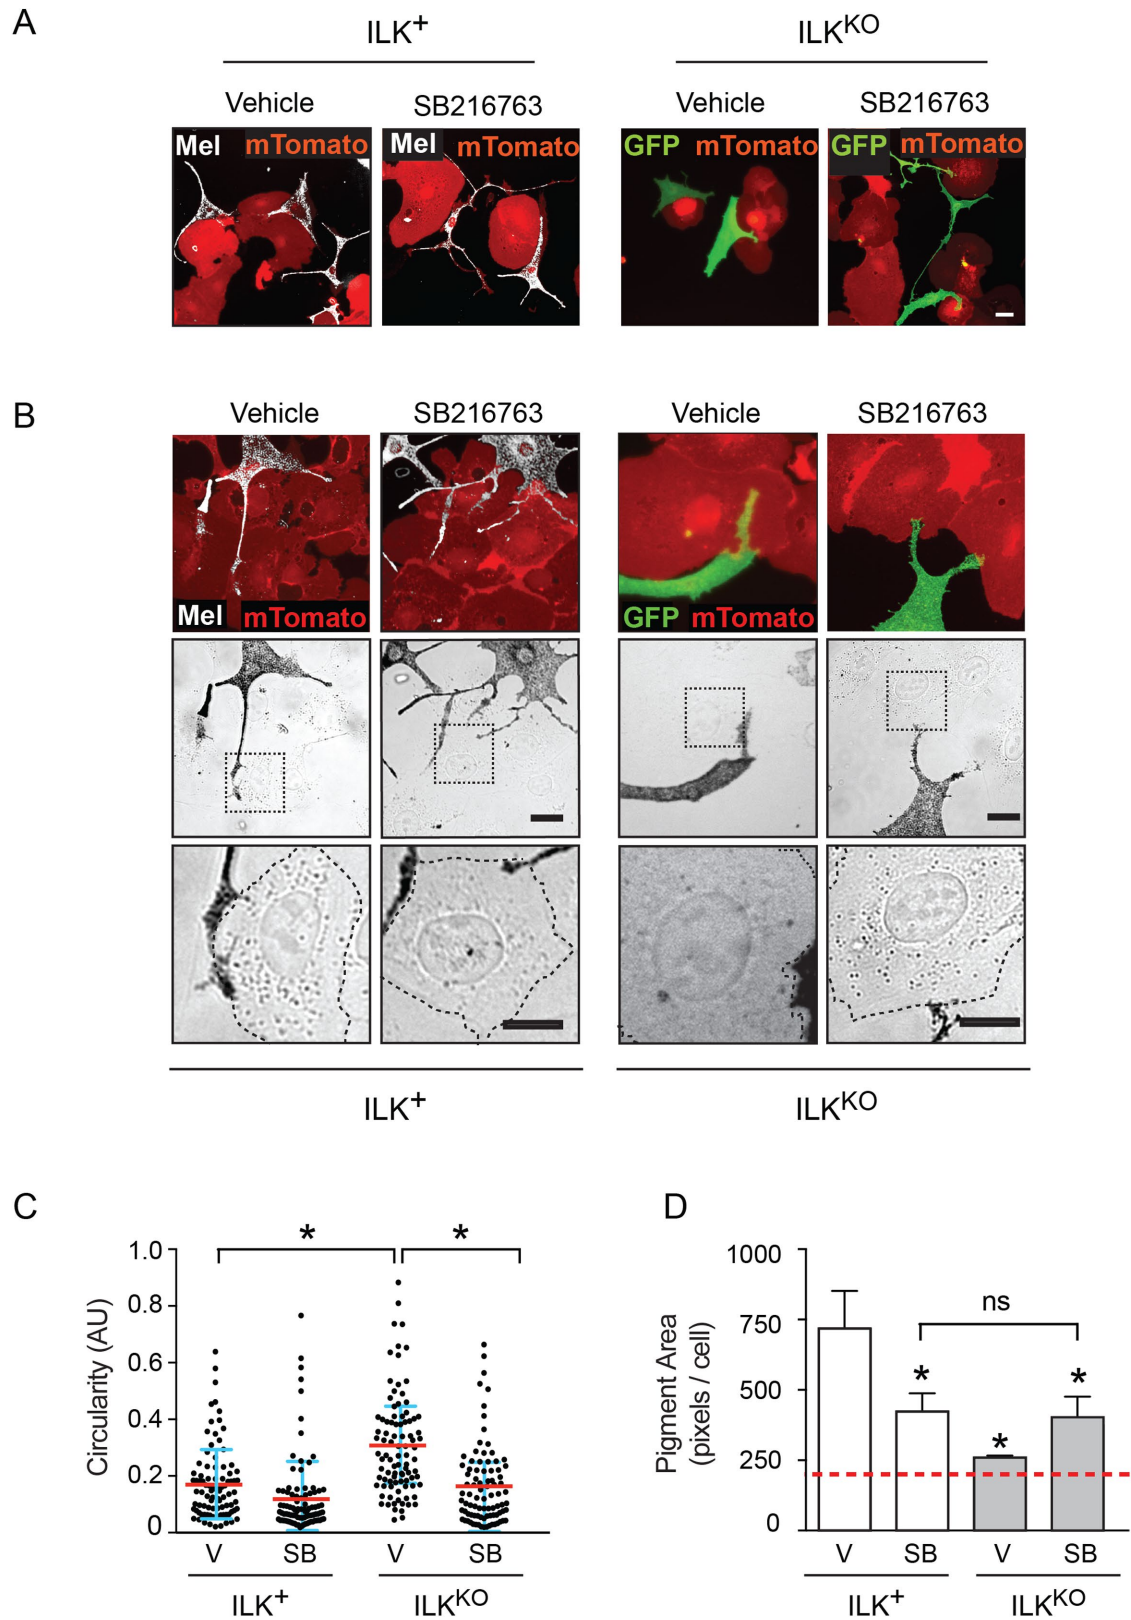 A
ILK+ ILKKO
Vehicle SB216763 Vehicle SB216763
Mel mTomato Mel mTomato GFP mTomato GFP mTomato
B
Vehicle SB216763 Vehicle SB216763
Mel mTomato GFP mTomato
ILK+ ILKKO
C
Circularity (AU)
1.0
0.8
0.6
0.4
0.2
0
* *
V SB V SB
ILK+ ILKKO
D
Pigment Area
(pixels / cell)
1000
750
500
250
0
ns
* * *
V SB V SB
ILK+ ILKKO